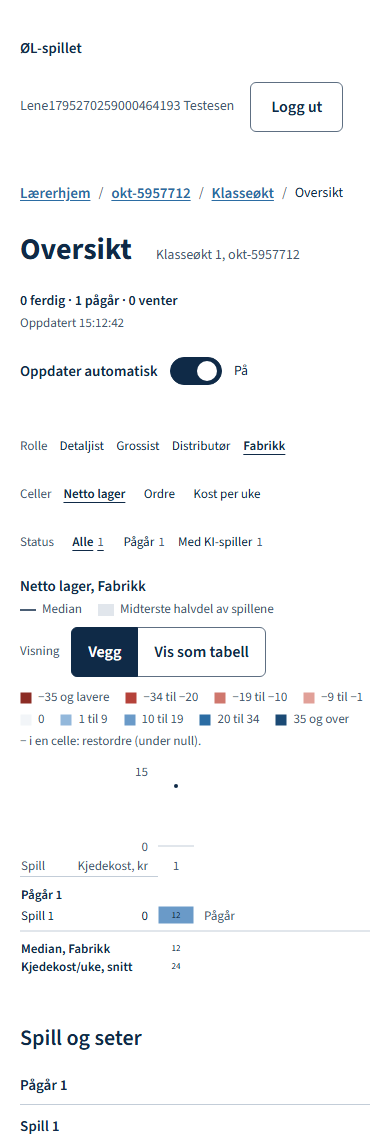 ØL-spillet
Lene1795270259000464193 Testesen
Logg ut
Lærerhjem / okt-5957712 / Klasseøkt / Oversikt
Oversikt Klasseøkt 1, okt-5957712
0 ferdig · 1 pågår · 0 venter
Oppdatert 15:12:42
Oppdater automatisk På
Rolle Detaljist Grossist Distributør Fabrikk
Celler Netto lager Ordre Kost per uke
Status Alle 1 Pågår 1 Med KI-spiller 1
Netto lager, Fabrikk
Median Midterste halvdel av spillene
Visning Vegg Vis som tabell
−35 og lavere −34 til −20 −19 til −10 −9 til −1
0 1 til 9 10 til 19 20 til 34 35 og over
− i en celle: restordre (under null).
15
0
Spill Kjedekost, kr 1
Pågår 1
Spill 1 0 12 Pågår
Median, Fabrikk 12
Kjedekost/uke, snitt 24
Spill og seter
Pågår 1
Spill 1